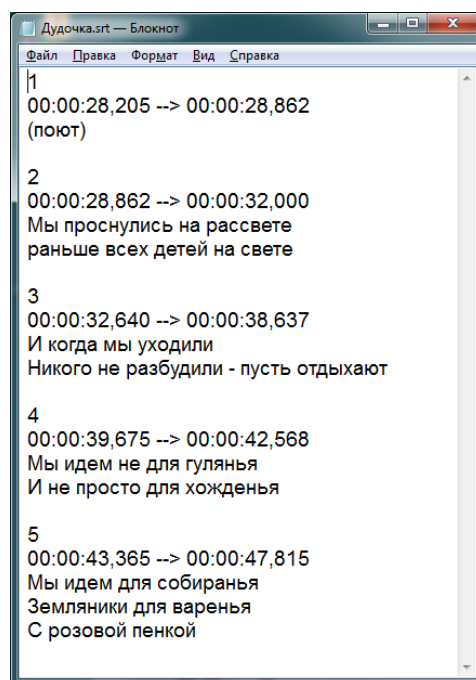 Дудочка.srt — Блокнот
Файл Правка Формат Вид Справка
1
00:00:28,205 --> 00:00:28,862
(поют)
2
00:00:28,862 --> 00:00:32,000
Мы проснулись на рассвете
раньше всех детей на свете
3
00:00:32,640 --> 00:00:38,637
И когда мы уходили
Никого не разбудили - пусть отдыхают
4
00:00:39,675 --> 00:00:42,568
Мы идем не для гулянья
И не просто для хожденья
5
00:00:43,365 --> 00:00:47,815
Мы идем для собиранья
Земляники для варенья
С розовой пенкой